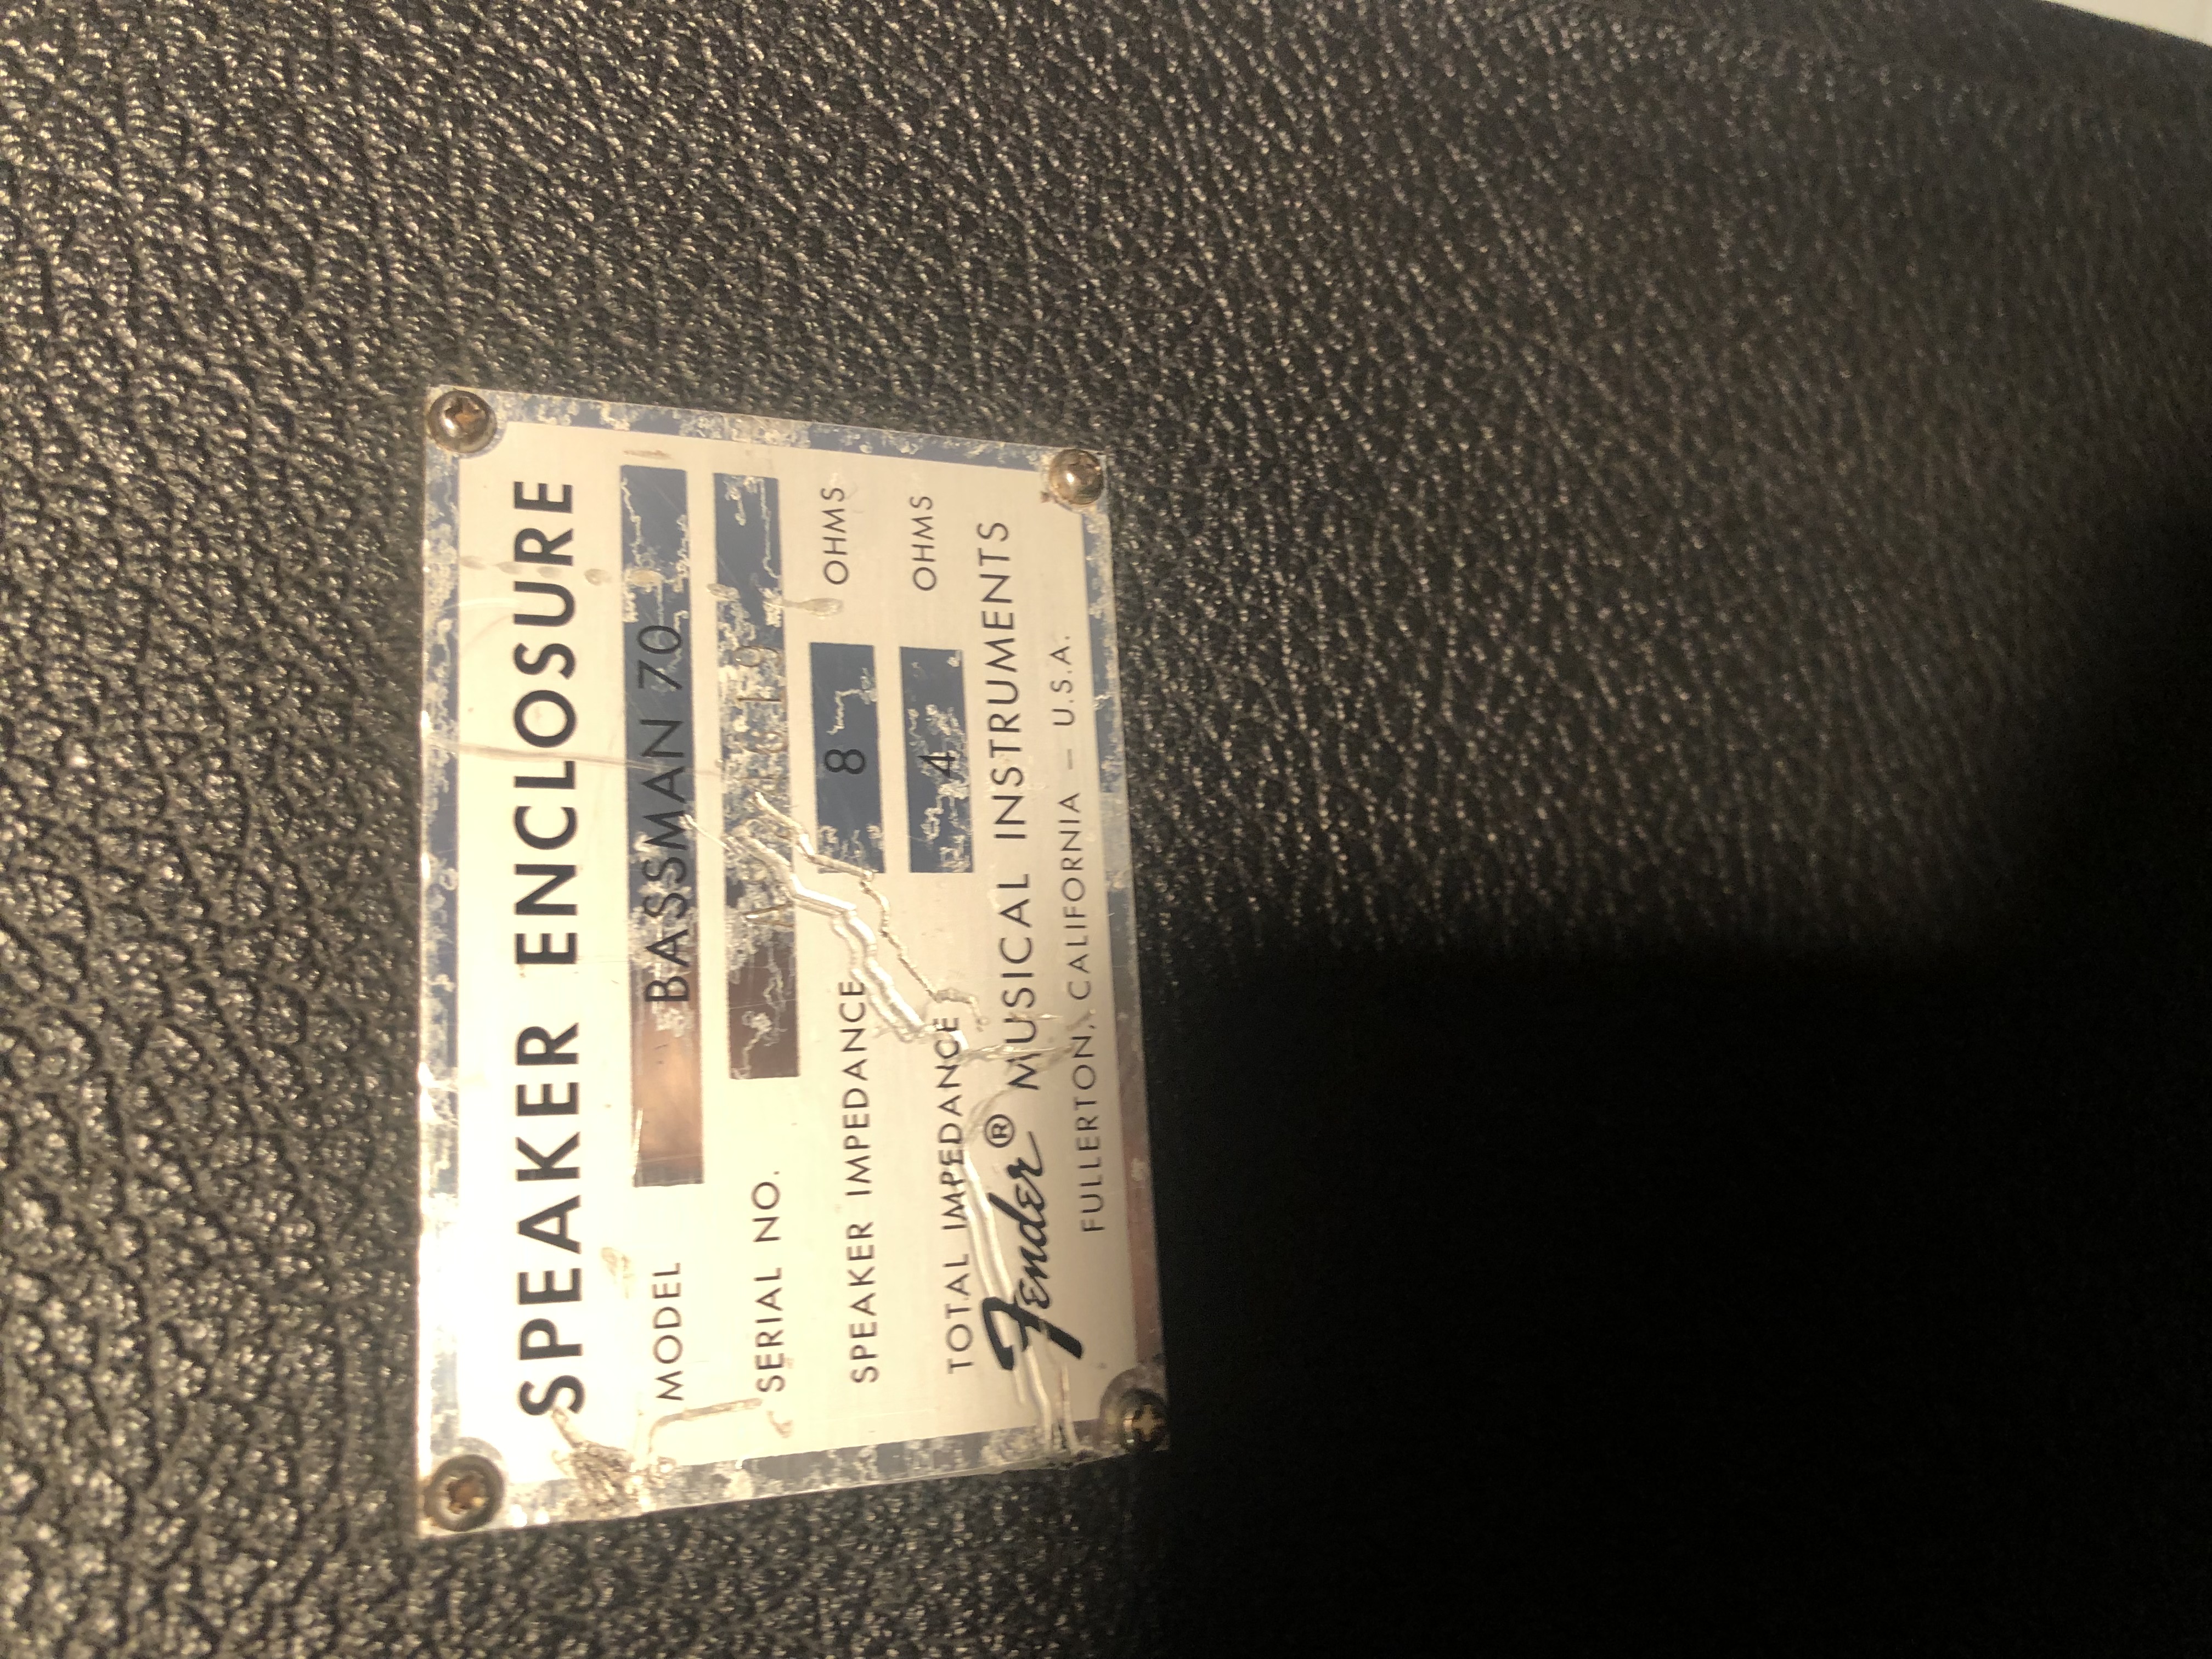 SPEAKER ENCLOSURE
MODEL BASSMAN 70
SERIAL NO.
SPEAKER IMPEDANCE 8 OHMS
TOTAL IMPEDANCE 4 OHMS
Fender® MUSICAL INSTRUMENTS
FULLERTON, CALIFORNIA – U.S.A.